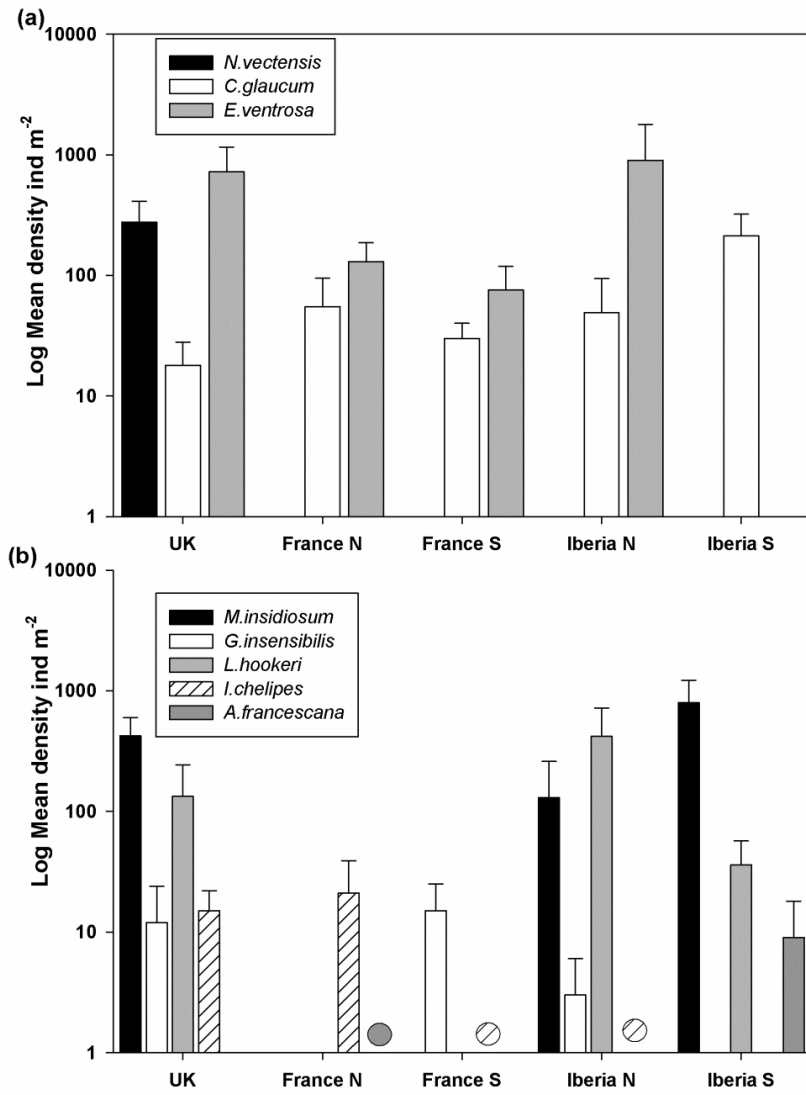 (a)
10000
1000
100
10
1
Log Mean density ind m⁻²
N.vectensis
C.glaucum
E.ventrosa
UK France N France S Iberia N Iberia S
(b)
10000
1000
100
10
1
Log Mean density ind m⁻²
M.insidiosum
G.insensibilis
L.hookeri
I.chelipes
A.francescana
UK France N France S Iberia N Iberia S